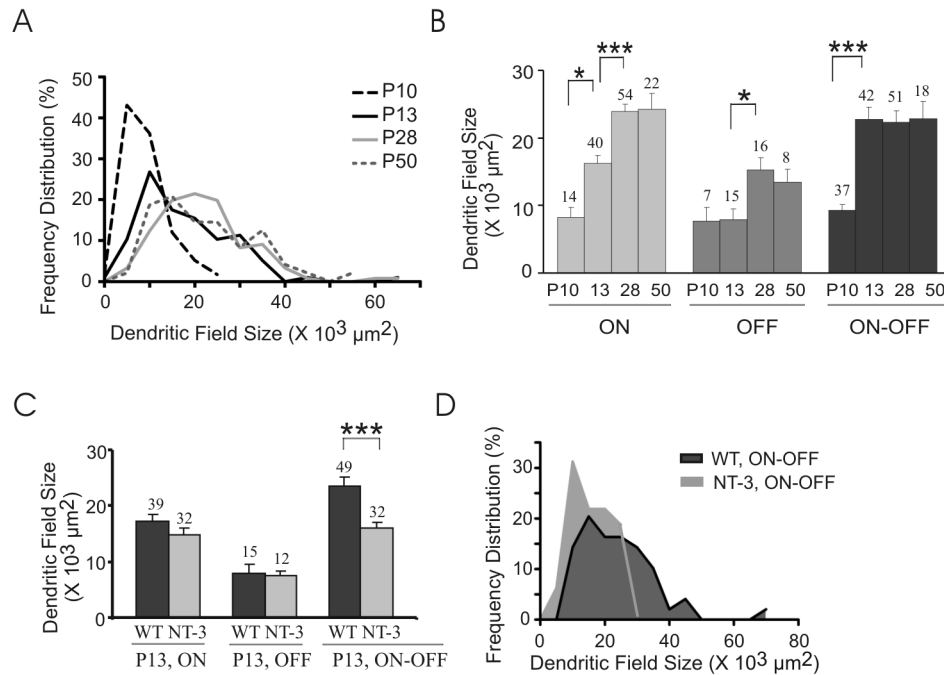 A
Frequency Distribution (%)
50
40
30
20
10
0
0
20
40
60
Dendritic Field Size (X 10³ µm²)
P10
P13
P28
P50
B
Dendritic Field Size
(X 10³ µm²)
30
20
10
0
* ***
14 40 54 22
*
7 15 16 8
***
37 42 51 18
P10 13 28 50
P10 13 28 50
P10 13 28 50
ON
OFF
ON-OFF
C
Dendritic Field Size
(X 10³ µm²)
30
20
10
0
***
39 32
15 12
49 32
WT NT-3
WT NT-3
WT NT-3
P13, ON
P13, OFF
P13, ON-OFF
D
Frequency Distribution (%)
30
20
10
0
0 20 40 60 80
Dendritic Field Size (X 10³ µm²)
WT, ON-OFF
NT-3, ON-OFF